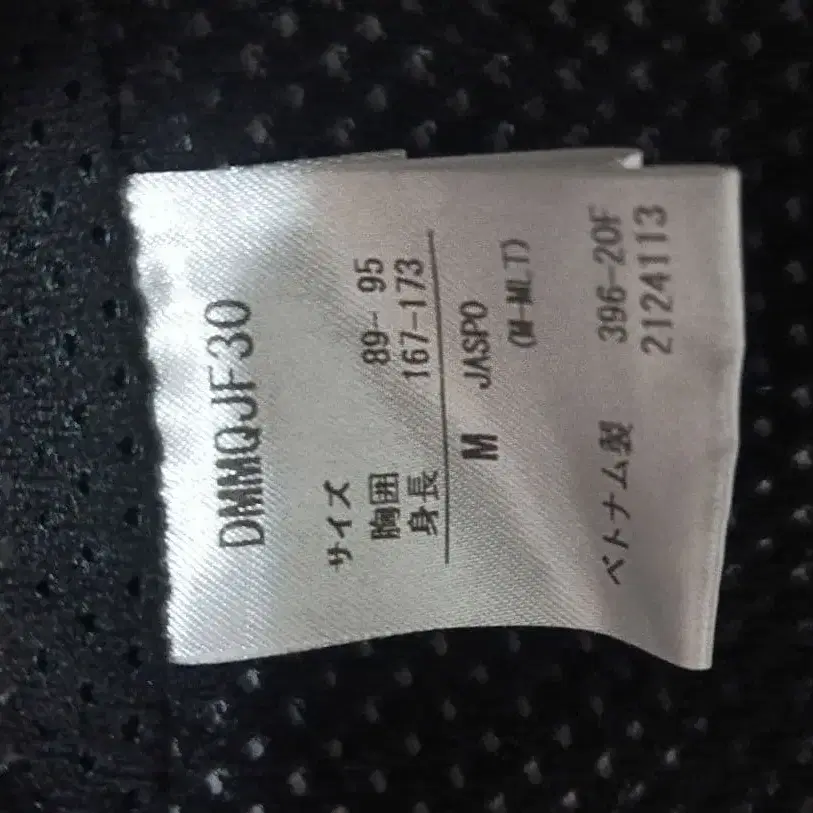 DMMQJF30
サイズ
胸囲 89-95
身長 167-173
M JASPO
(M-MLT)
ベトナム製 396-20F
2124113